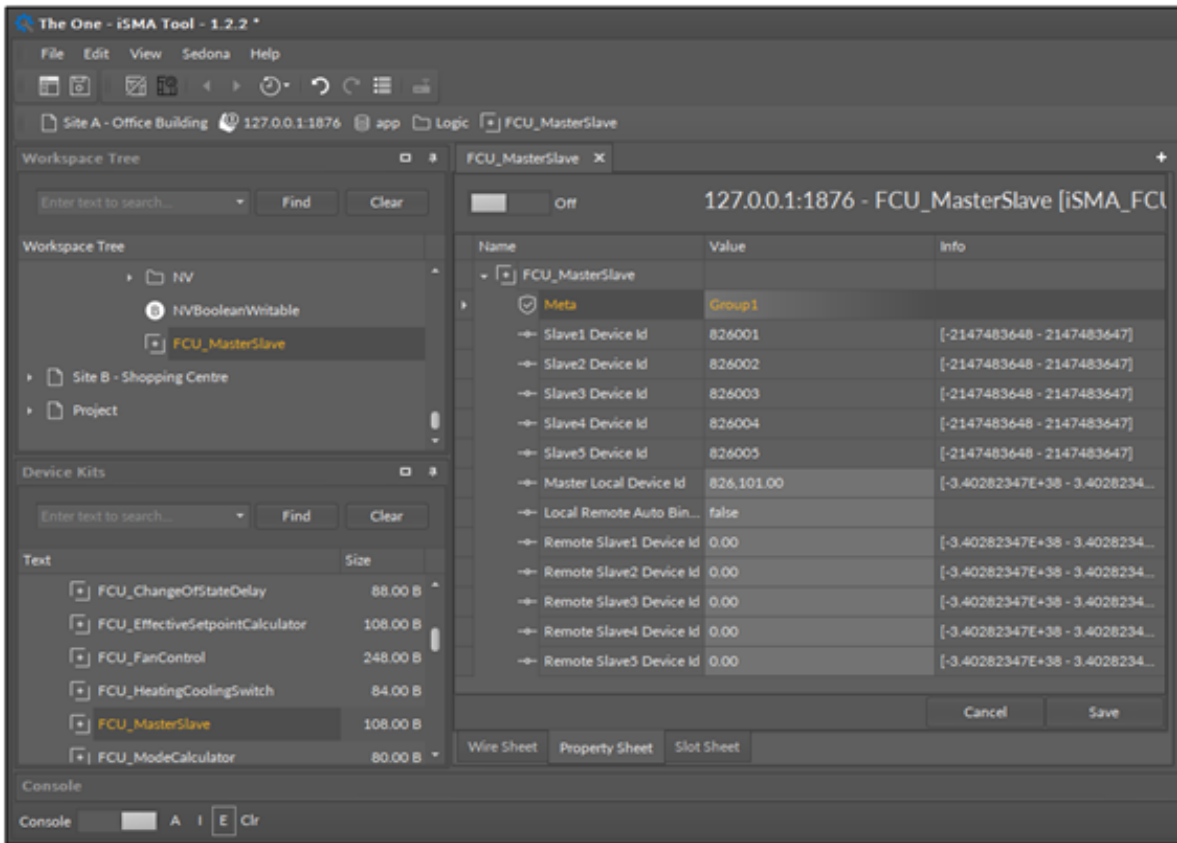 The One - iSMA Tool - 1.2.2 *
File Edit View Sedona Help
Site A - Office Building 127.0.0.1:1876 app Logic FCU_MasterSlave
Workspace Tree
Enter text to search... Find Clear
Workspace Tree
NV
NVBooleanWritable
FCU_MasterSlave
Site B - Shopping Centre
Project
Device Kits
Enter text to search... Find Clear
Text Size
FCU_ChangeOfStateDelay 88.00 B
FCU_EffectiveSetpointCalculator 108.00 B
FCU_FanControl 248.00 B
FCU_HeatingCoolingSwitch 84.00 B
FCU_MasterSlave 108.00 B
FCU_ModeCalculator 80.00 B
FCU_MasterSlave
Off 127.0.0.1:1876 - FCU_MasterSlave [iSMA_FCU
Name Value Info
FCU_MasterSlave
Meta Group1
Slave1 Device Id 826001 [-2147483648 - 2147483647]
Slave2 Device Id 826002 [-2147483648 - 2147483647]
Slave3 Device Id 826003 [-2147483648 - 2147483647]
Slave4 Device Id 826004 [-2147483648 - 2147483647]
Slave5 Device Id 826005 [-2147483648 - 2147483647]
Master Local Device Id 826,101.00 [-3.40282347E+38 - 3.4028234...
Local Remote Auto Bin... false
Remote Slave1 Device Id 0.00 [-3.40282347E+38 - 3.4028234...
Remote Slave2 Device Id 0.00 [-3.40282347E+38 - 3.4028234...
Remote Slave3 Device Id 0.00 [-3.40282347E+38 - 3.4028234...
Remote Slave4 Device Id 0.00 [-3.40282347E+38 - 3.4028234...
Remote Slave5 Device Id 0.00 [-3.40282347E+38 - 3.4028234...
Cancel Save
Wire Sheet Property Sheet Slot Sheet
Console
Console A I E Clr